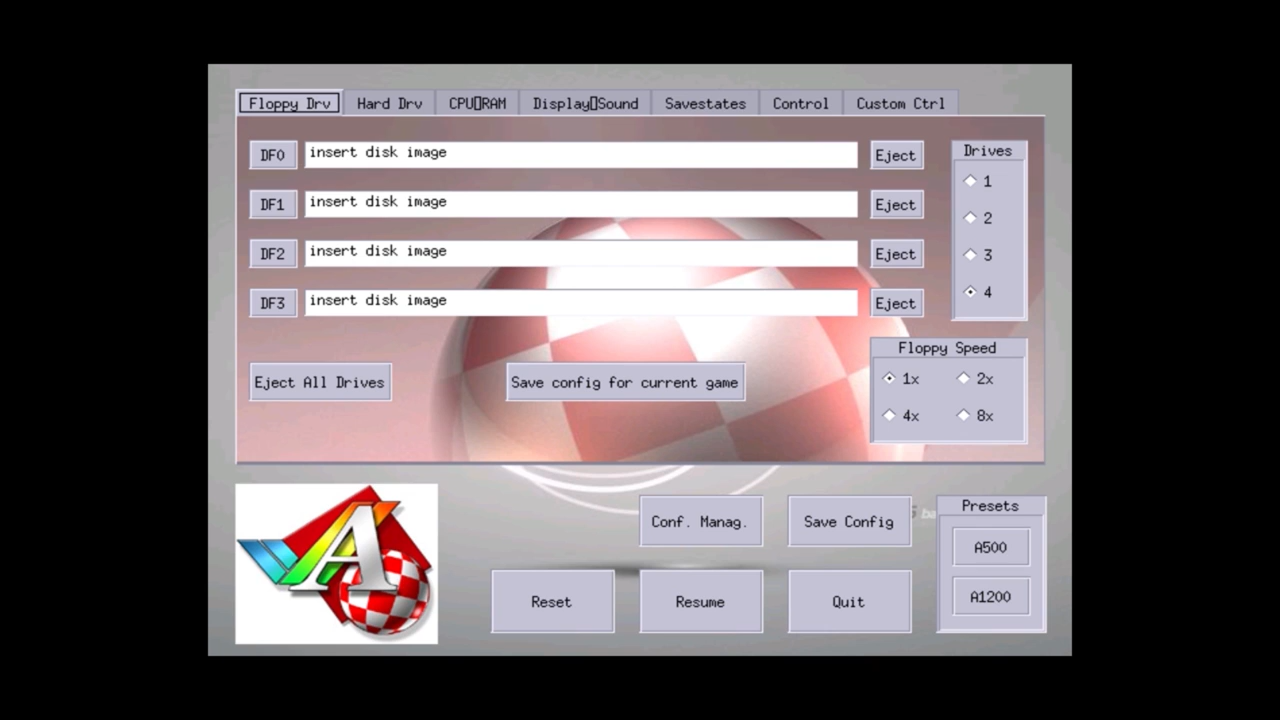 Floppy Drv Hard Drv CPU▯RAM Display▯Sound Savestates Control Custom Ctrl
DF0 insert disk image Eject
DF1 insert disk image Eject
DF2 insert disk image Eject
DF3 insert disk image Eject
Drives
1
2
3
4
Eject All Drives Save config for current game
Floppy Speed
1x 2x
4x 8x
A
Conf. Manag. Save Config
Reset Resume Quit
Presets
A500
A1200